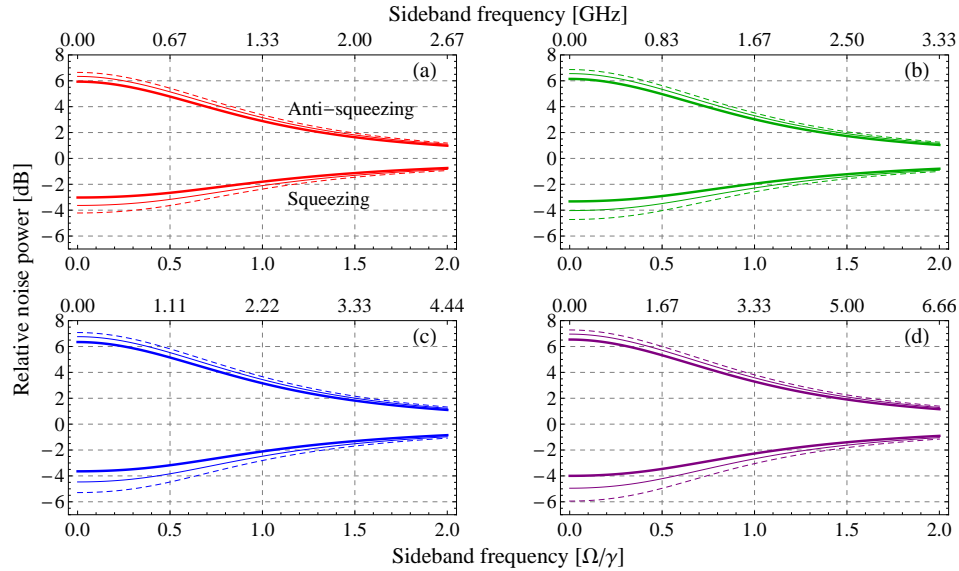 Sideband frequency [GHz]
0.00 0.67 1.33 2.00 2.67
0.00 0.83 1.67 2.50 3.33
8
6
4
2
0
−2
−4
−6
(a)
Anti−squeezing
Squeezing
8
6
4
2
0
−2
−4
−6
(b)
0.0 0.5 1.0 1.5 2.0
0.0 0.5 1.0 1.5 2.0
Relative noise power [dB]
0.00 1.11 2.22 3.33 4.44
0.00 1.67 3.33 5.00 6.66
8
6
4
2
0
−2
−4
−6
(c)
8
6
4
2
0
−2
−4
−6
(d)
0.0 0.5 1.0 1.5 2.0
0.0 0.5 1.0 1.5 2.0
Sideband frequency [Ω/γ]